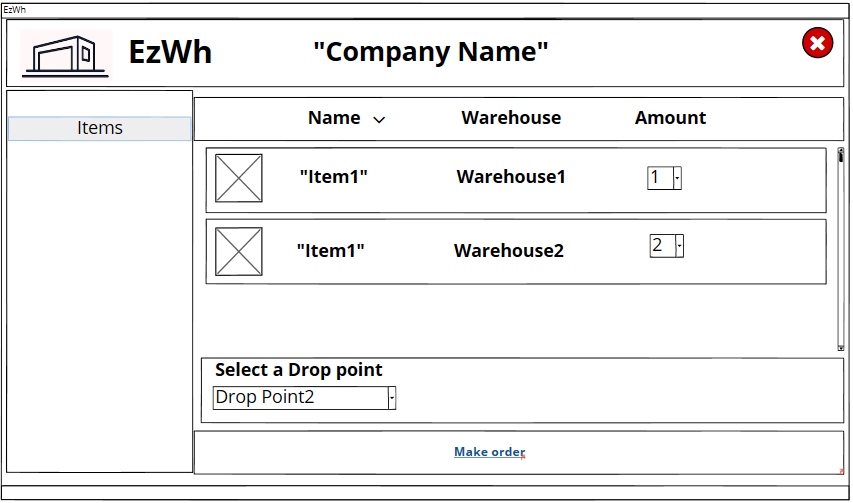 EzWh
EzWh "Company Name"
Items
Name Warehouse Amount
"Item1" Warehouse1 1
"Item1" Warehouse2 2
Select a Drop point
Drop Point2
Make order